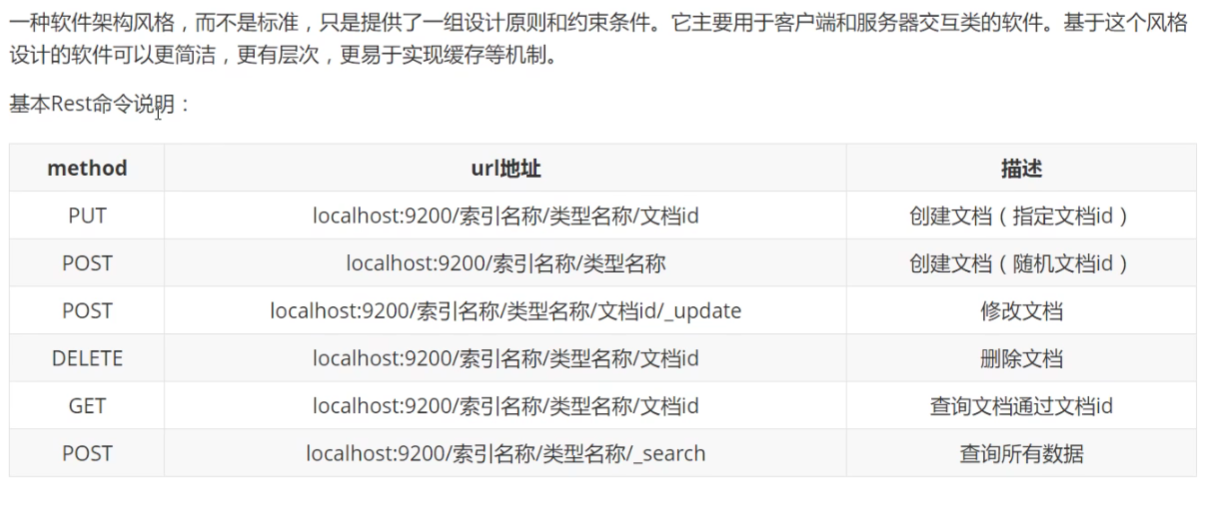 一种软件架构风格，而不是标准，只是提供了一组设计原则和约束条件。它主要用于客户端和服务器交互类的软件。基于这个风格
设计的软件可以更简洁，更有层次，更易于实现缓存等机制。
基本Rest命令说明：
method url地址 描述
PUT localhost:9200/索引名称/类型名称/文档id 创建文档（指定文档id）
POST localhost:9200/索引名称/类型名称 创建文档（随机文档id）
POST localhost:9200/索引名称/类型名称/文档id/_update 修改文档
DELETE localhost:9200/索引名称/类型名称/文档id 删除文档
GET localhost:9200/索引名称/类型名称/文档id 查询文档通过文档id
POST localhost:9200/索引名称/类型名称/_search 查询所有数据